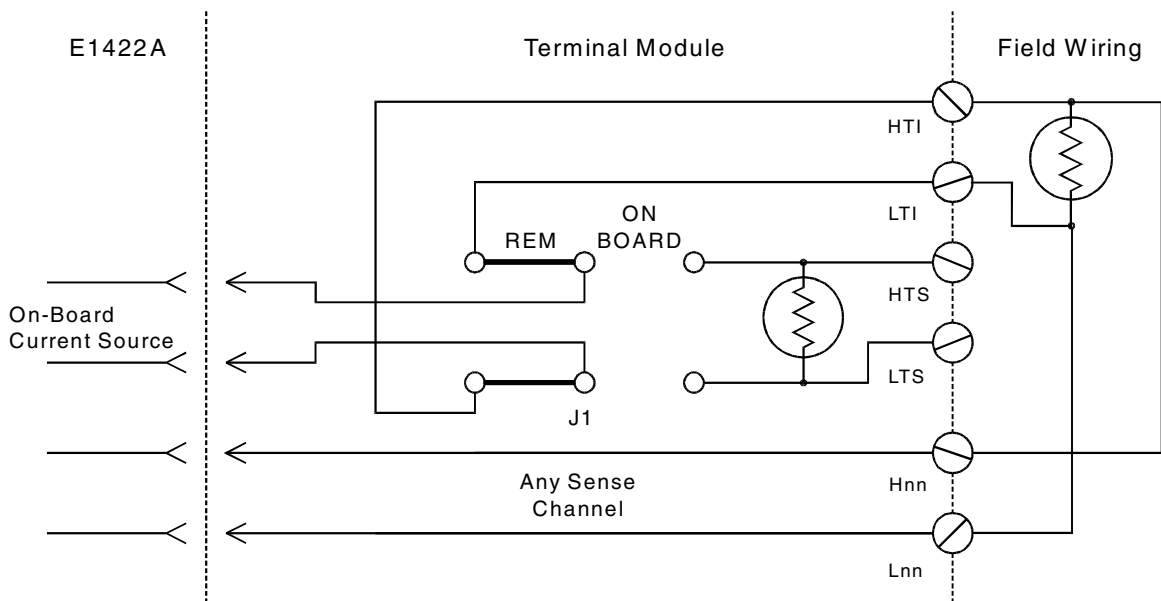 E1422A
Terminal Module
Field Wiring
HTI
LTI
ON
BOARD
REM
HTS
On-Board
Current Source
LTS
J1
Any Sense
Channel
Hnn
Lnn